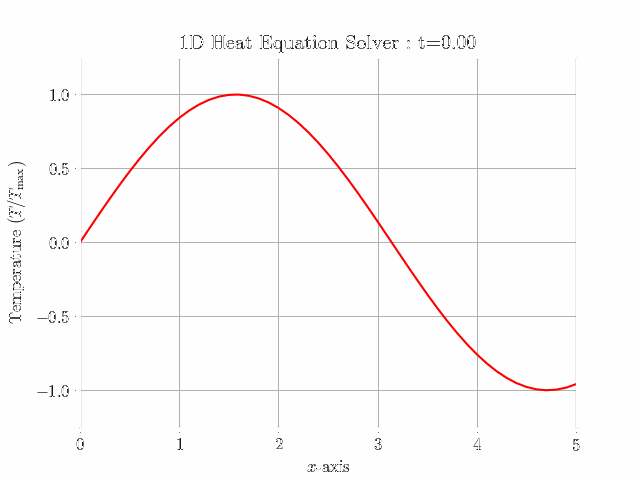 1D Heat Equation Solver : t=0.00
Temperature (T/Tmax)
1.0
0.5
0.0
−0.5
−1.0
0 1 2 3 4 5
x-axis